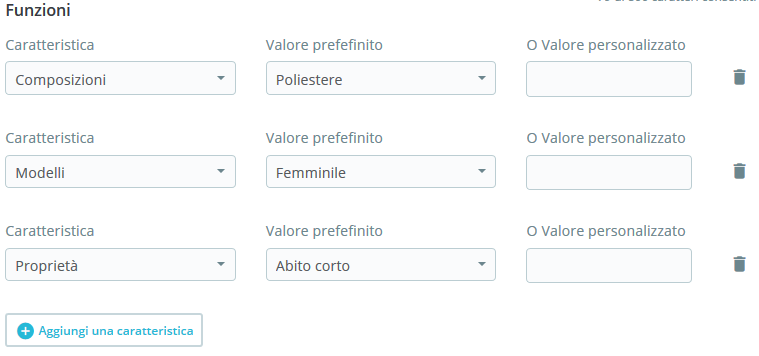 Funzioni
Caratteristica Valore prefefinito O Valore personalizzato
Composizioni Poliestere
Caratteristica Valore prefefinito O Valore personalizzato
Modelli Femminile
Caratteristica Valore prefefinito O Valore personalizzato
Proprietà Abito corto
Aggiungi una caratteristica